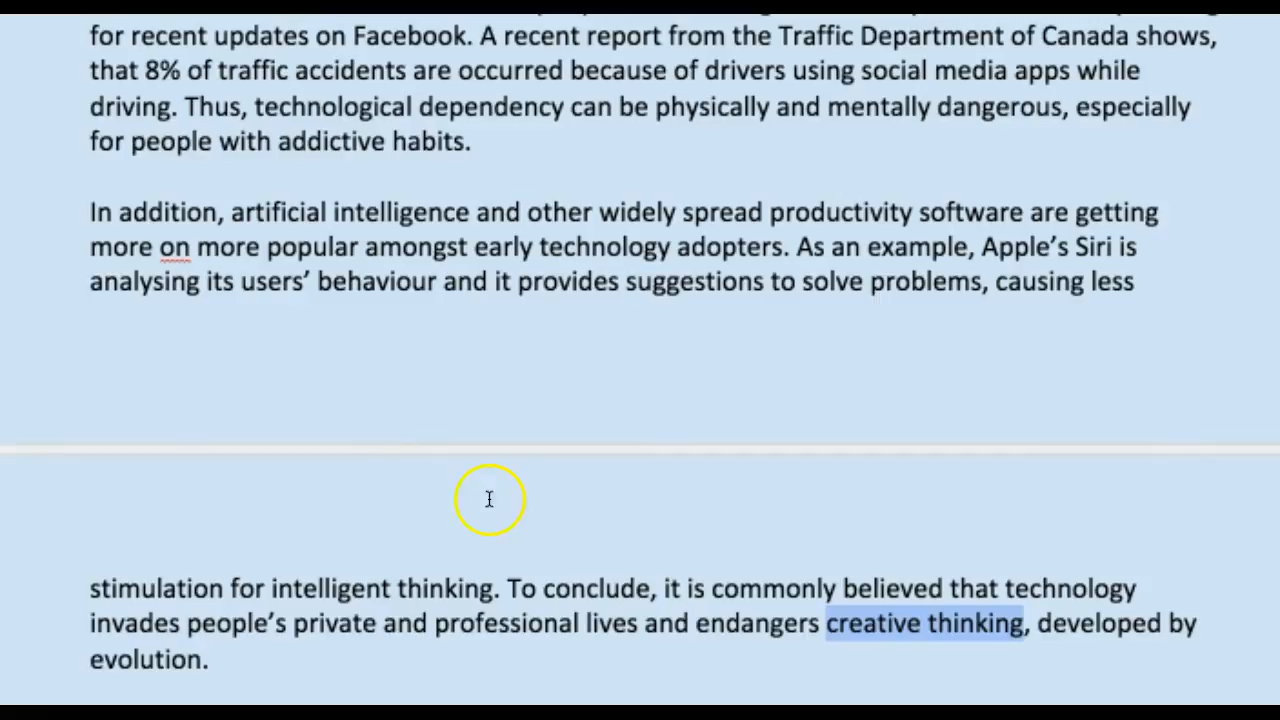 for recent updates on Facebook. A recent report from the Traffic Department of Canada shows,
that 8% of traffic accidents are occurred because of drivers using social media apps while
driving. Thus, technological dependency can be physically and mentally dangerous, especially
for people with addictive habits.
In addition, artificial intelligence and other widely spread productivity software are getting
more on more popular amongst early technology adopters. As an example, Apple’s Siri is
analysing its users’ behaviour and it provides suggestions to solve problems, causing less
stimulation for intelligent thinking. To conclude, it is commonly believed that technology
invades people’s private and professional lives and endangers creative thinking, developed by
evolution.